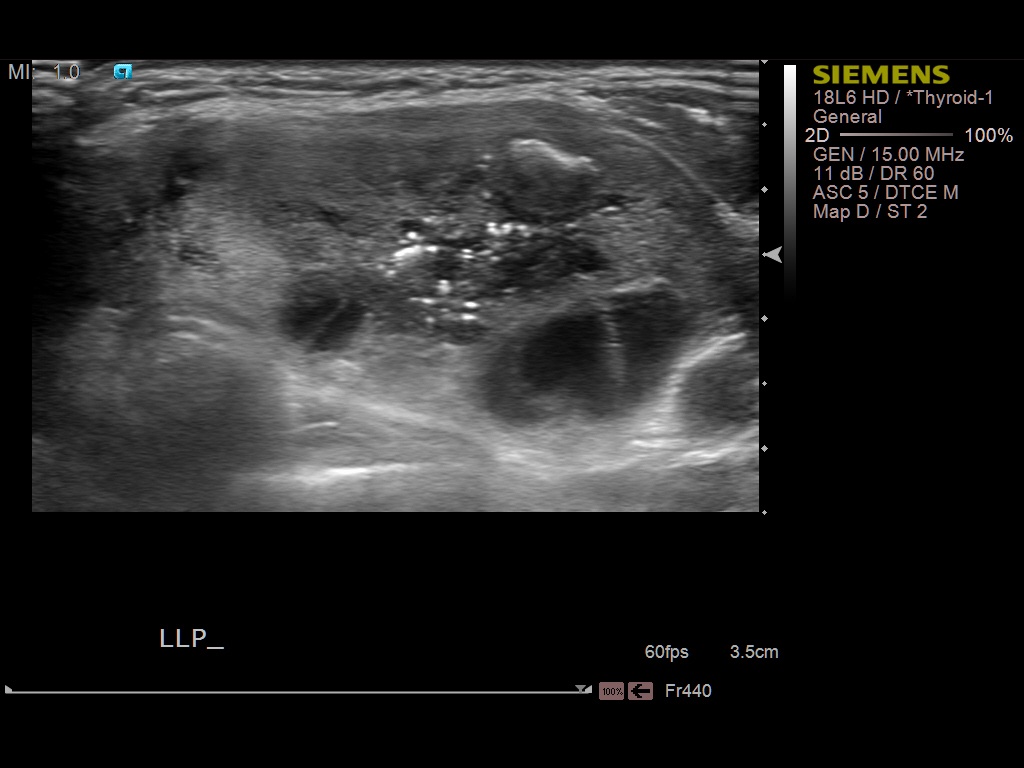 MI: 1.0
SIEMENS
18L6 HD / *Thyroid-1
General
2D 100%
GEN / 15.00 MHz
11 dB / DR 60
ASC 5 / DTCE M
Map D / ST 2
LLP_
60fps 3.5cm
100% Fr440